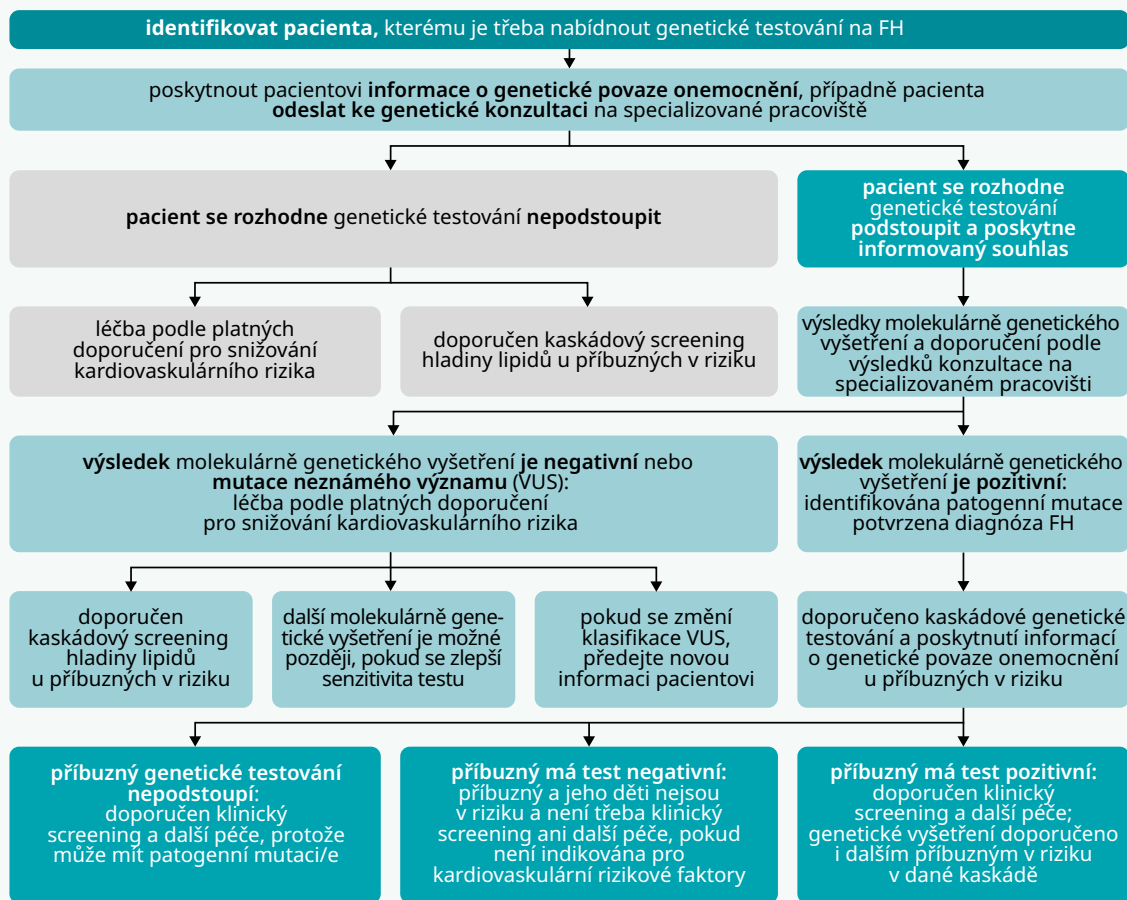 identifikovat pacienta, kterému je třeba nabídnout genetické testování na FH
poskytnout pacientovi informace o genetické povaze onemocnění, případně pacienta
odeslat ke genetické konzultaci na specializované pracoviště
pacient se rozhodne genetické testování nepodstoupit
pacient se rozhodne
genetické testování
podstoupit a poskytne
informovaný souhlas
léčba podle platných
doporučení pro snižování
kardiovaskulárního rizika
doporučen kaskádový screening
hladiny lipidů u příbuzných v riziku
výsledky molekulárně genetického
vyšetření a doporučení podle
výsledků konzultace na
specializovaném pracovišti
výsledek molekulárně genetického vyšetření je negativní nebo
mutace neznámého významu (VUS):
léčba podle platných doporučení
pro snižování kardiovaskulárního rizika
výsledek molekulárně genetického
vyšetření je pozitivní:
identifikována patogenní mutace
potvrzena diagnóza FH
doporučen
kaskádový screening
hladiny lipidů
u příbuzných v riziku
další molekulárně gene-
tické vyšetření je možné
později, pokud se zlepší
senzitivita testu
pokud se změní
klasifikace VUS,
předejte novou
informaci pacientovi
doporučeno kaskádové genetické
testování a poskytnutí informací
o genetické povaze onemocnění
u příbuzných v riziku
příbuzný genetické testování
nepodstoupí:
doporučen klinický
screening a další péče, protože
může mít patogenní mutaci/e
příbuzný má test negativní:
příbuzný a jeho děti nejsou
v riziku a není třeba klinický
screening ani další péče, pokud
není indikována pro
kardiovaskulární rizikové faktory
příbuzný má test pozitivní:
doporučen klinický
screening a další péče;
genetické vyšetření doporučeno
i dalším příbuzným v riziku
v dané kaskádě